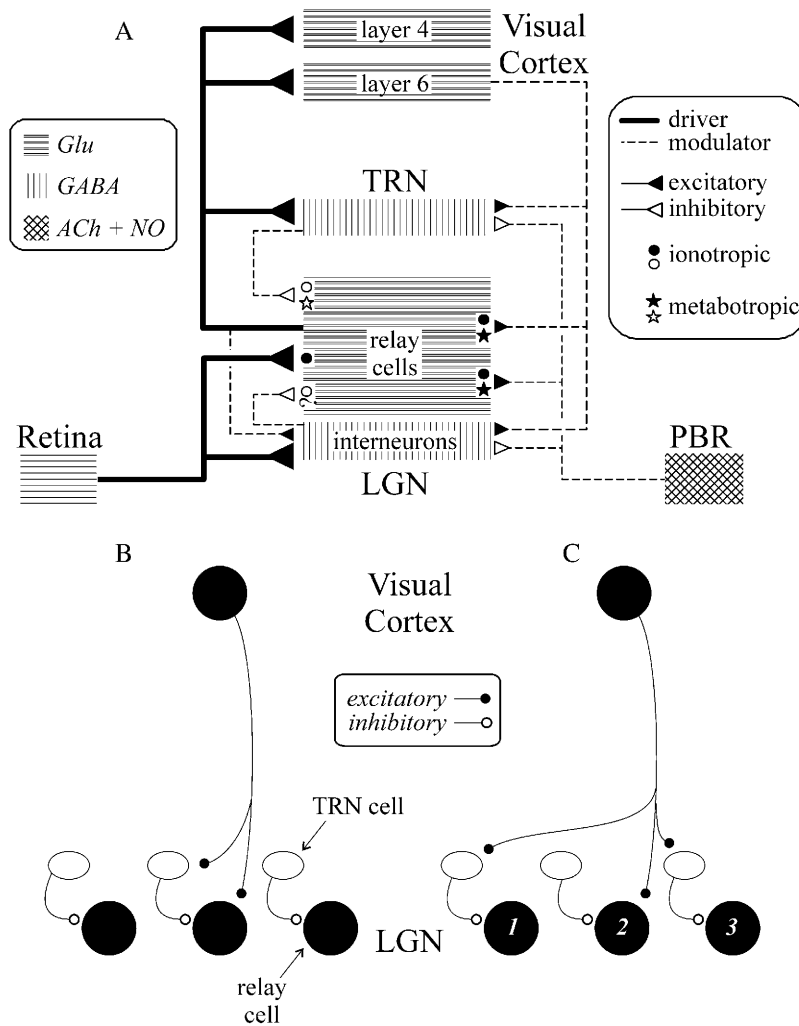 A
layer 4
Visual
Cortex
layer 6
driver
modulator
excitatory
inhibitory
ionotropic
metabotropic
Glu
GABA
ACh + NO
TRN
relay
cells
Retina
interneurons
PBR
LGN
B
C
Visual
Cortex
excitatory
inhibitory
TRN cell
1
2
3
LGN
relay
cell